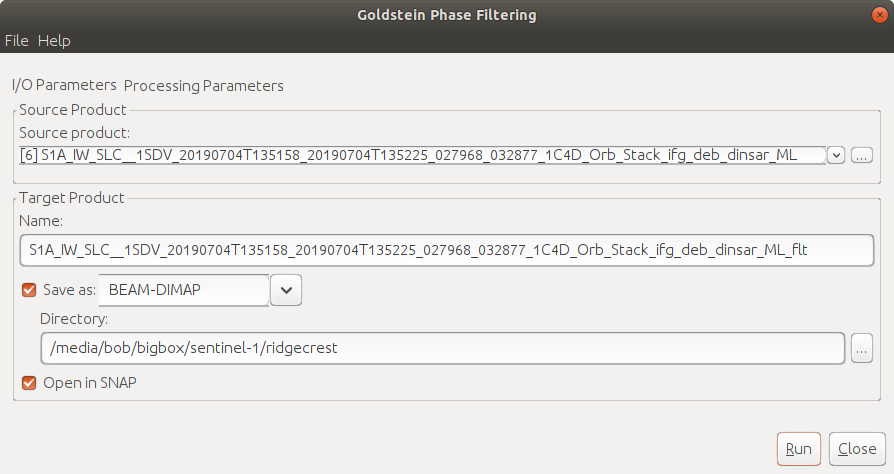 Goldstein Phase Filtering
File Help
I/O Parameters Processing Parameters
Source Product
Source product:
[6] S1A_IW_SLC__1SDV_20190704T135158_20190704T135225_027968_032877_1C4D_Orb_Stack_ifg_deb_dinsar_ML ...
Target Product
Name:
S1A_IW_SLC__1SDV_20190704T135158_20190704T135225_027968_032877_1C4D_Orb_Stack_ifg_deb_dinsar_ML_flt
Save as: BEAM-DIMAP
Directory:
/media/bob/bigbox/sentinel-1/ridgecrest ...
Open in SNAP
Run Close